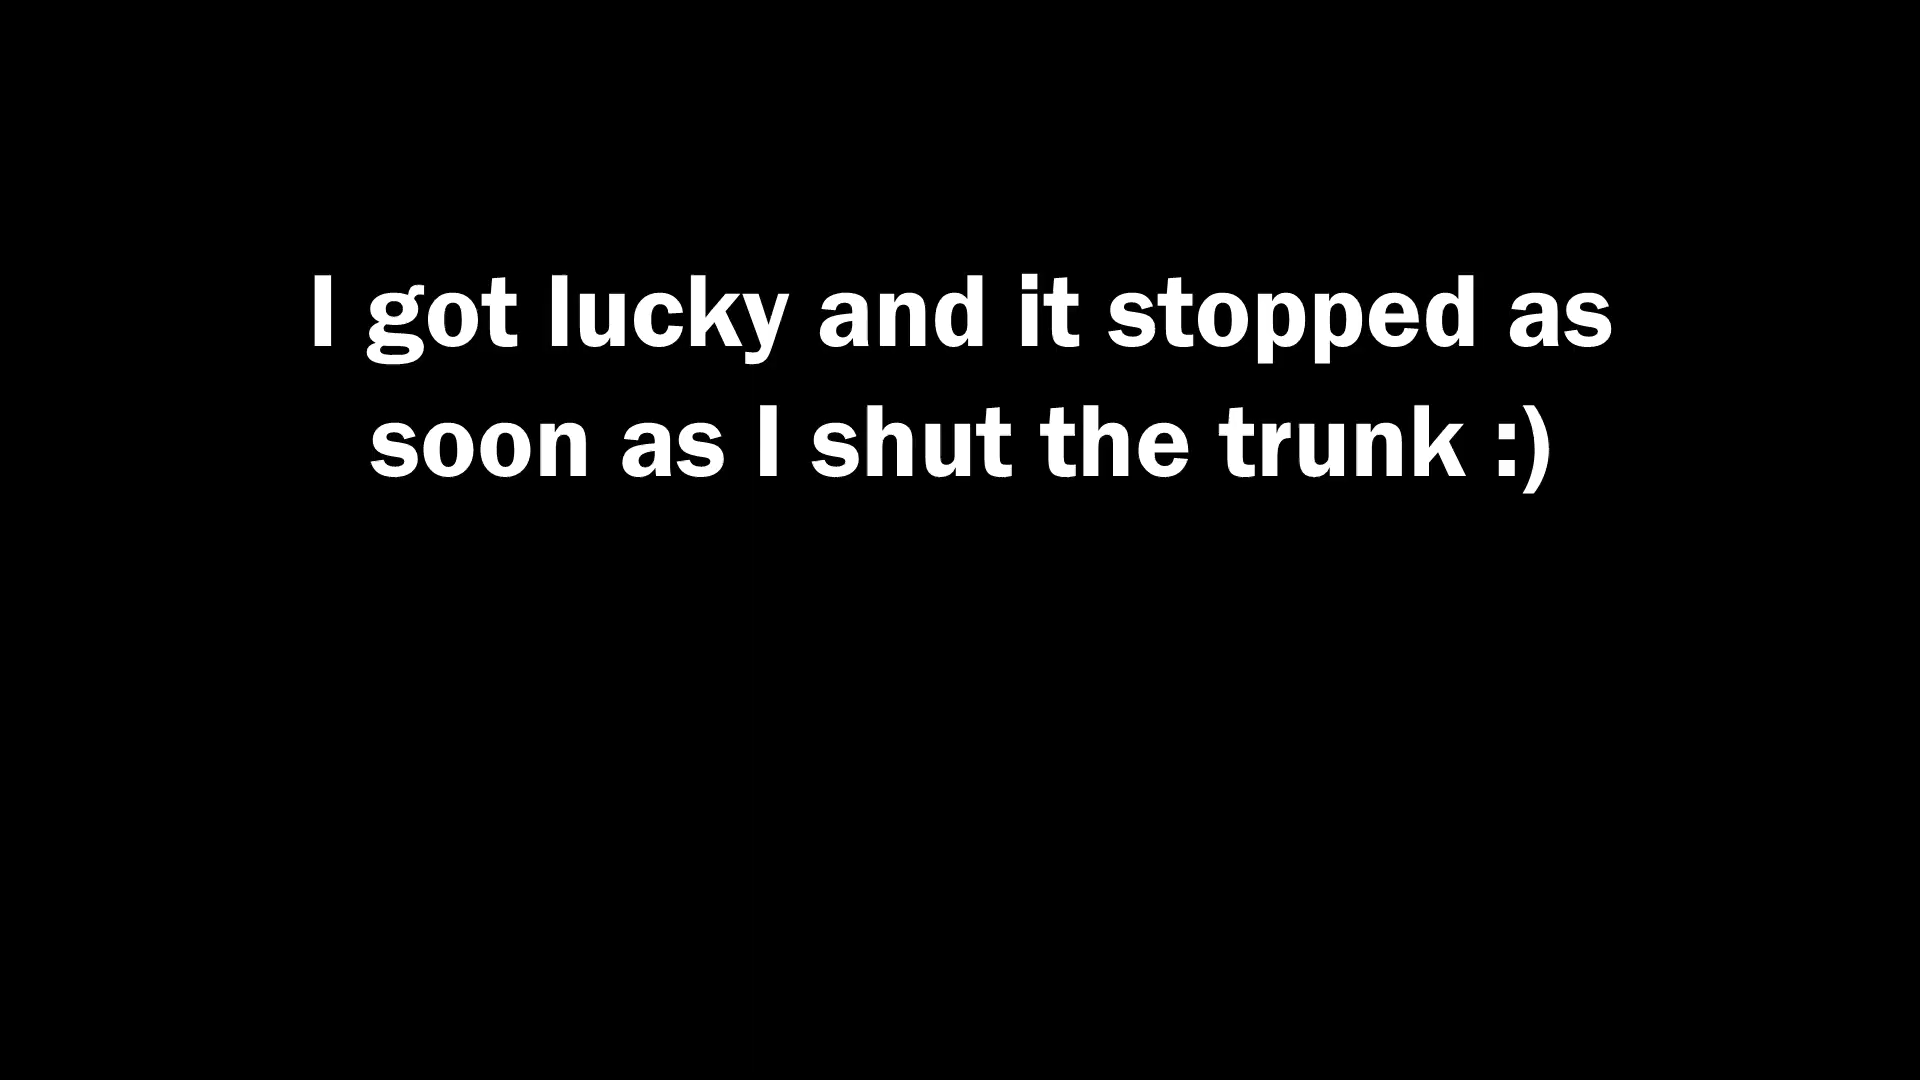 I got lucky and it stopped as
soon as I shut the trunk :)